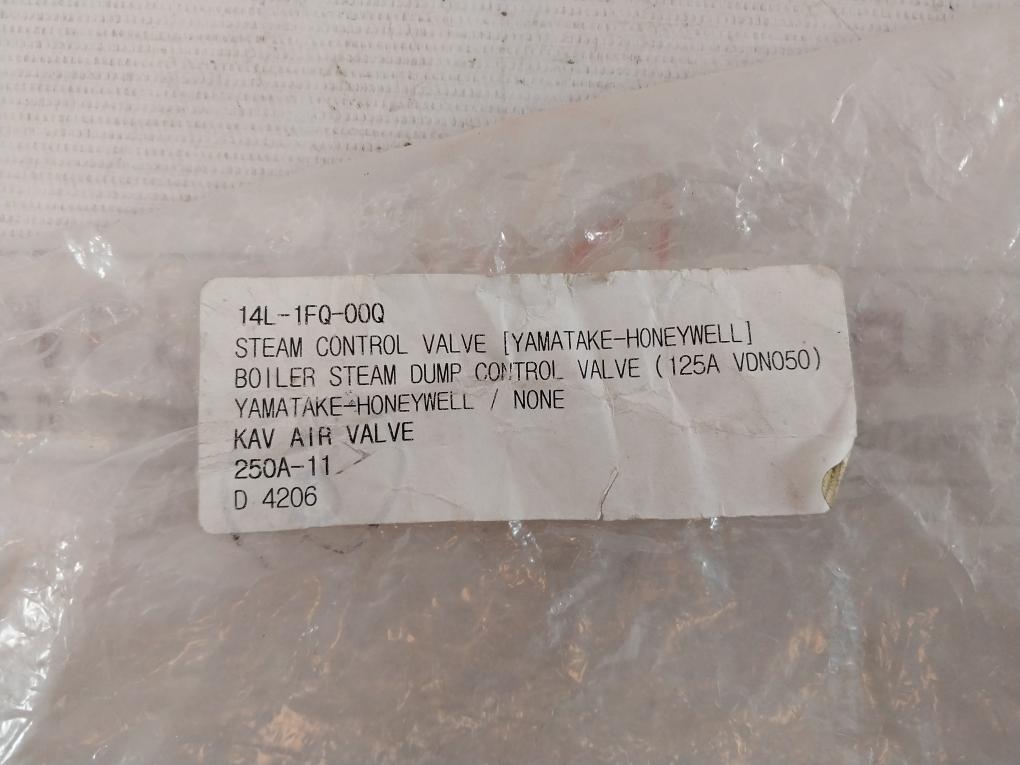 14L-1FQ-00Q
STEAM CONTROL VALVE [YAMATAKE-HONEYWELL]
BOILER STEAM DUMP CONTROL VALVE (125A VDN050)
YAMATAKE-HONEYWELL / NONE
KAV AIR VALVE
250A-11
D 4206